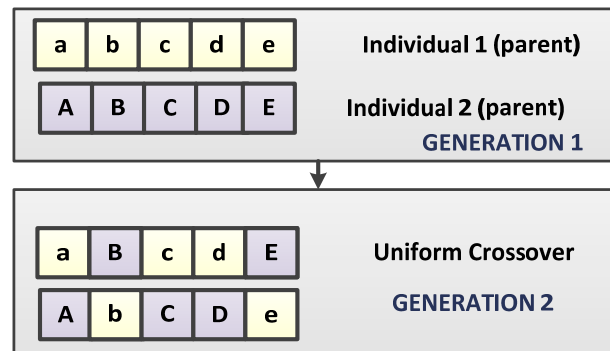 a b c d e Individual 1 (parent)
A B C D E Individual 2 (parent)
GENERATION 1
a B c d E Uniform Crossover
GENERATION 2
A b C D e